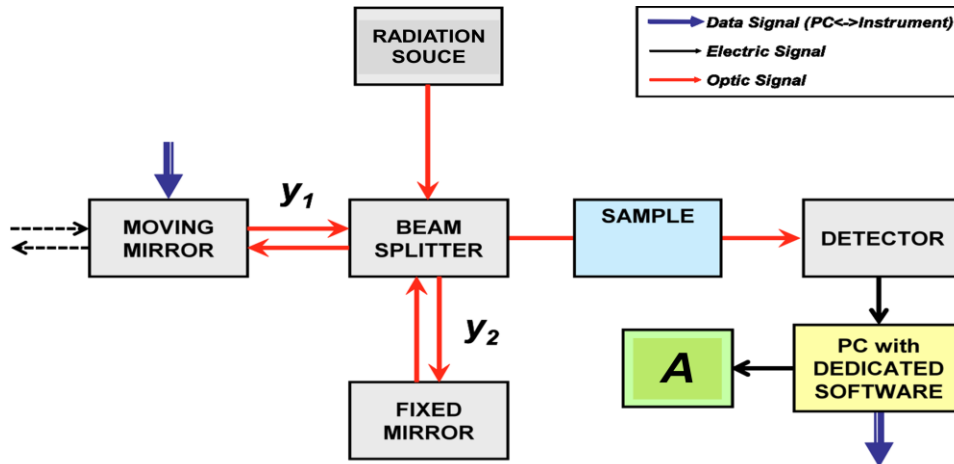 RADIATION
SOUCE
Data Signal (PC<->Instrument)
Electric Signal
Optic Signal
y1
MOVING
MIRROR
BEAM
SPLITTER
SAMPLE
DETECTOR
y2
A
PC with
DEDICATED
SOFTWARE
FIXED
MIRROR